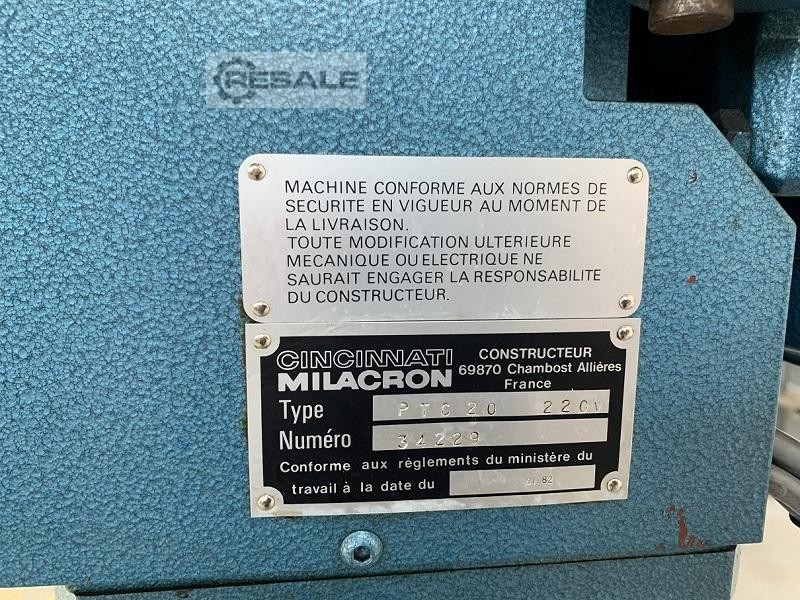 RESALE
MACHINE CONFORME AUX NORMES DE
SECURITE EN VIGUEUR AU MOMENT DE
LA LIVRAISON.
TOUTE MODIFICATION ULTERIEURE
MECANIQUE OU ELECTRIQUE NE
SAURAIT ENGAGER LA RESPONSABILITE
DU CONSTRUCTEUR.
CINCINNATI
MILACRON
CONSTRUCTEUR
69870 Chambost Allières
France
Type PTC 20 220V
Numéro 34229
Conforme aux réglements du ministère du
travail à la date du 01 82